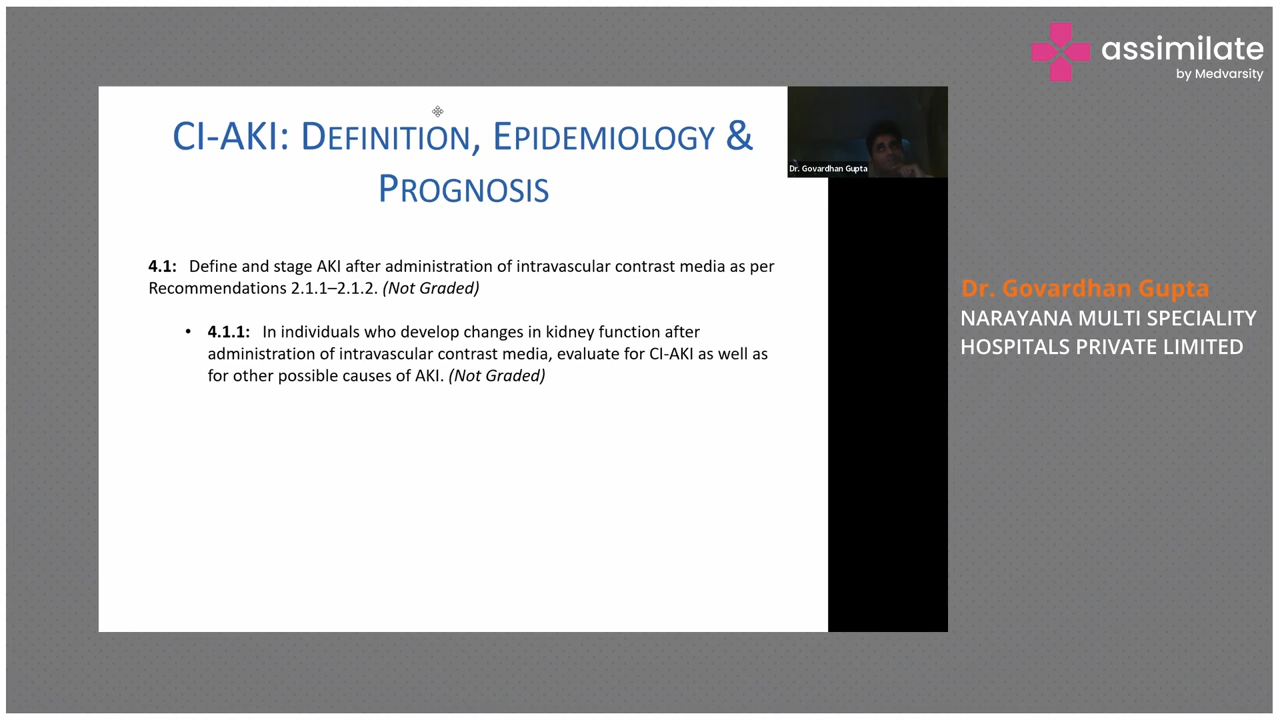 assimilate
by Medvarsity
CI-AKI: Definition, Epidemiology &
Prognosis
Dr. Govardhan Gupta
4.1: Define and stage AKI after administration of intravascular contrast media as per
Recommendations 2.1.1–2.1.2. (Not Graded)
• 4.1.1: In individuals who develop changes in kidney function after
administration of intravascular contrast media, evaluate for CI-AKI as well as
for other possible causes of AKI. (Not Graded)
Dr. Govardhan Gupta
NARAYANA MULTI SPECIALITY
HOSPITALS PRIVATE LIMITED